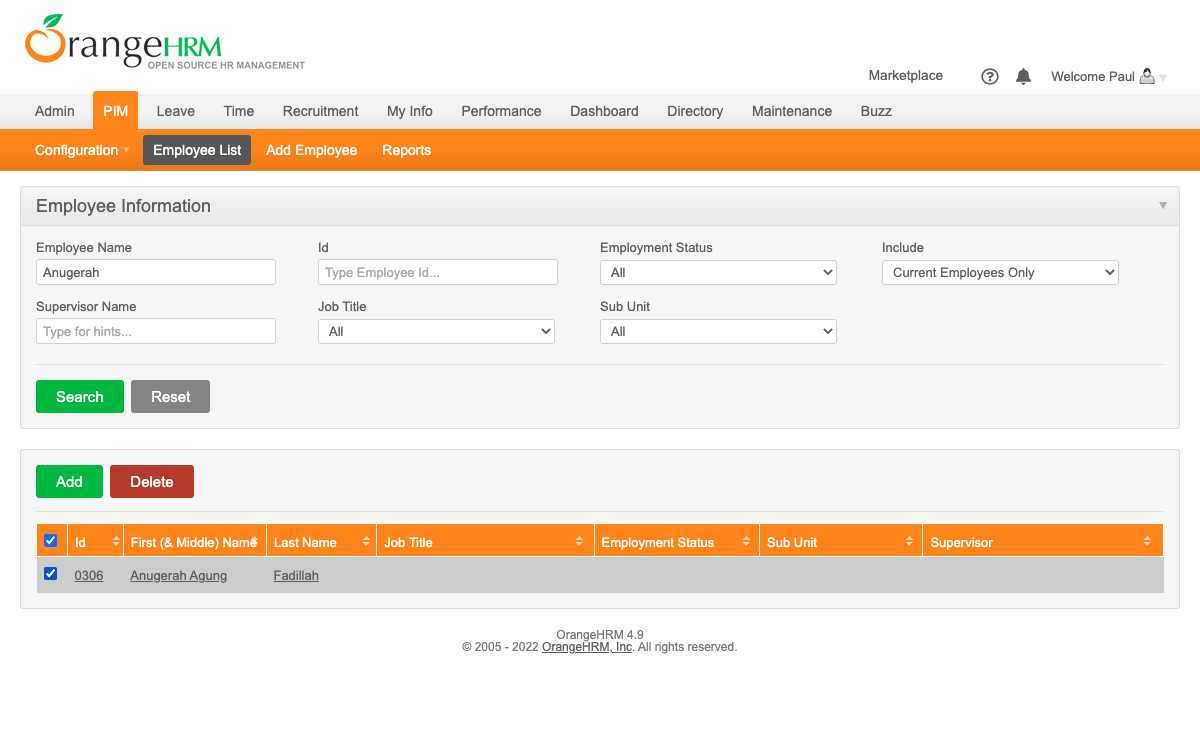 OrangeHRM
OPEN SOURCE HR MANAGEMENT
Marketplace Welcome Paul
Admin PIM Leave Time Recruitment My Info Performance Dashboard Directory Maintenance Buzz
Configuration Employee List Add Employee Reports
Employee Information
Employee Name Id Employment Status Include
Anugerah Type Employee Id... All Current Employees Only
Supervisor Name Job Title Sub Unit
Type for hints... All All
Search Reset
Add Delete
Id First (& Middle) Name Last Name Job Title Employment Status Sub Unit Supervisor
0306 Anugerah Agung Fadillah
OrangeHRM 4.9
© 2005 - 2022 OrangeHRM, Inc. All rights reserved.